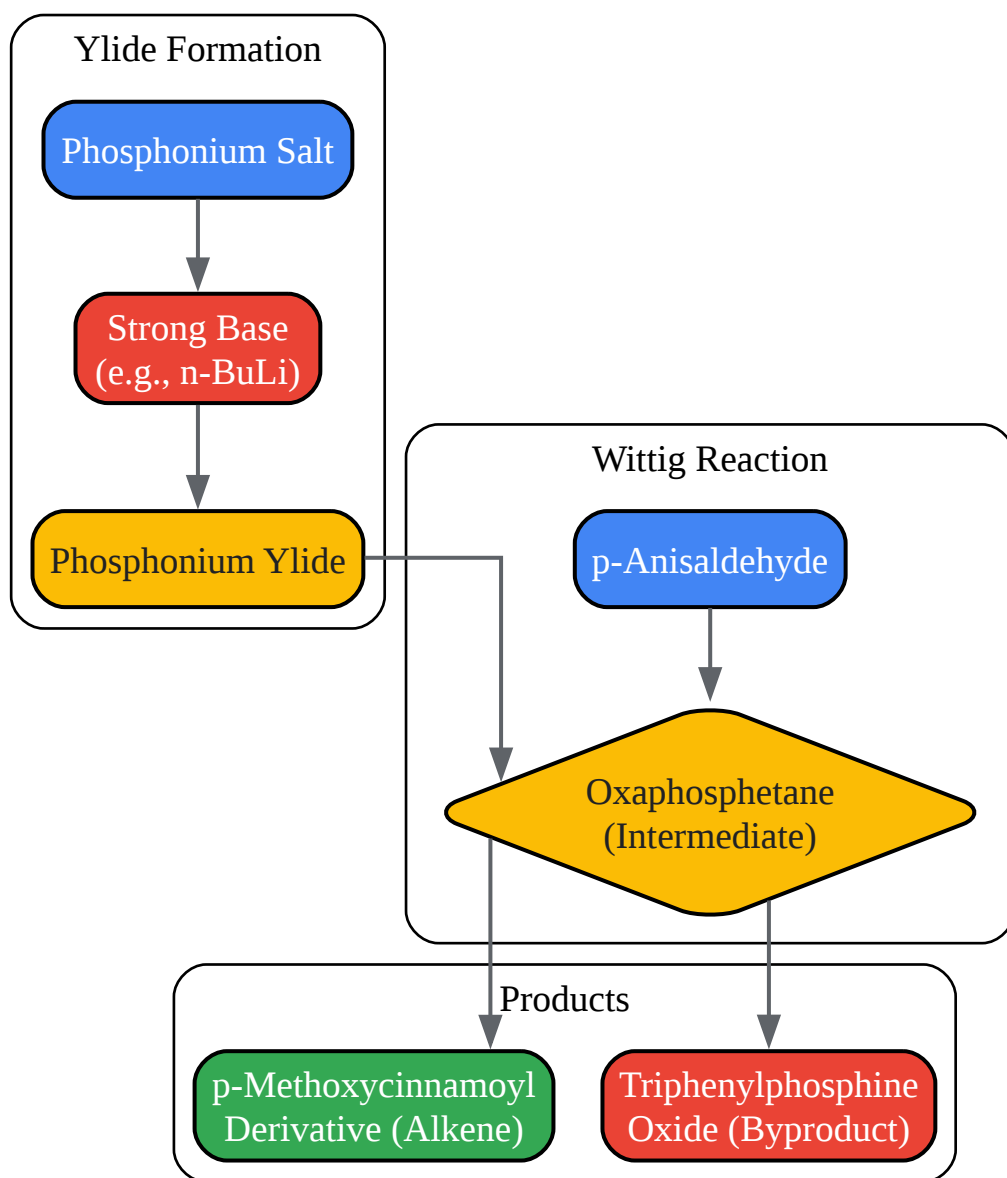 Ylide Formation
Phosphonium Salt
Strong Base
(e.g., n-BuLi)
Phosphonium Ylide
Wittig Reaction
p-Anisaldehyde
Oxaphosphetane
(Intermediate)
Products
p-Methoxycinnamoyl
Derivative (Alkene)
Triphenylphosphine
Oxide (Byproduct)